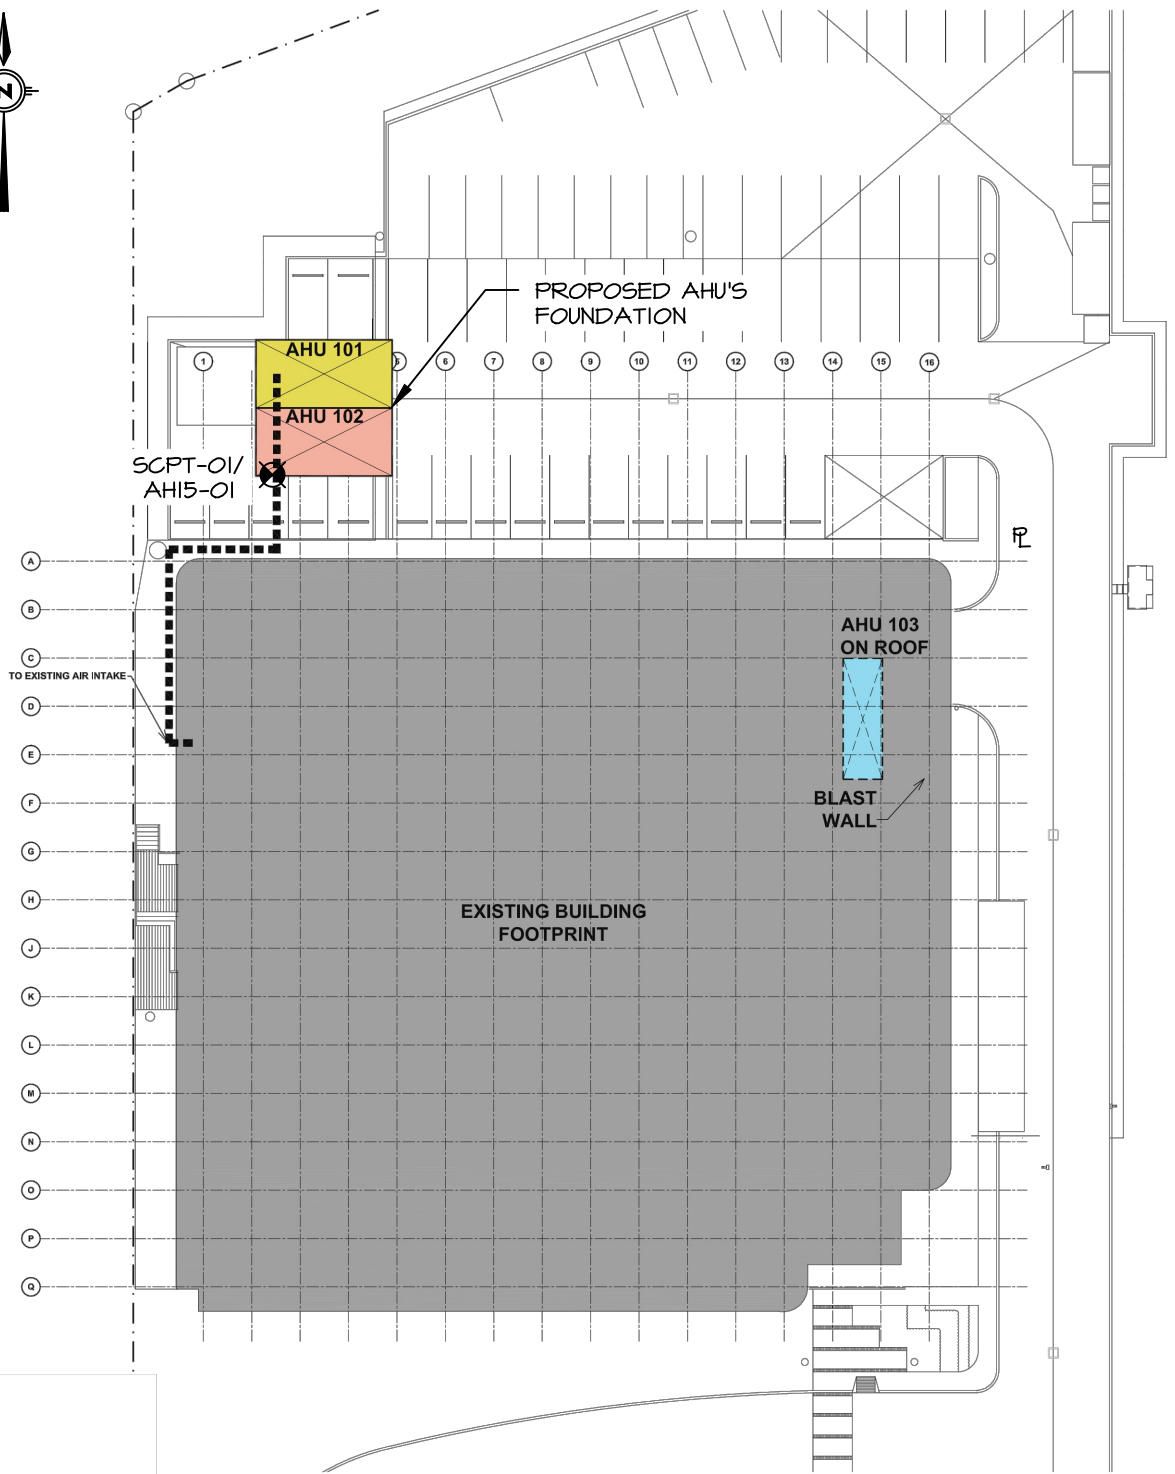 N
PROPOSED AHU'S
FOUNDATION
AHU 101
1
5
6
7
8
9
10
11
12
13
14
15
16
AHU 102
SCPT-01/
AH15-01
PL
A
B
C
D
E
F
G
H
J
K
L
M
N
O
P
Q
TO EXISTING AIR INTAKE
AHU 103
ON ROOF
BLAST
WALL
EXISTING BUILDING
FOOTPRINT